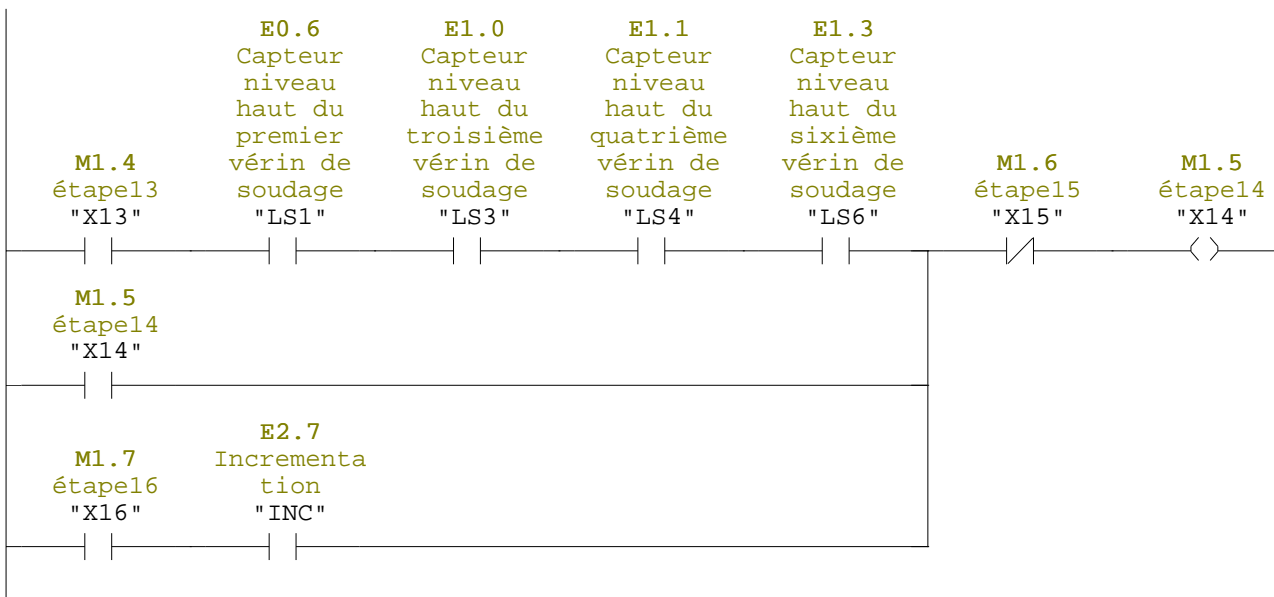 E0.6 E1.0 E1.1 E1.3
Capteur Capteur Capteur Capteur
niveau niveau niveau niveau
haut du haut du haut du haut du
premier troisième quatrième sixième
M1.4 vérin de vérin de vérin de vérin de M1.6 M1.5
étape13 soudage soudage soudage soudage étape15 étape14
"X13" "LS1" "LS3" "LS4" "LS6" "X15" "X14"
M1.5
étape14
"X14"
E2.7
M1.7 Incrementa
étape16 tion
"X16" "INC"